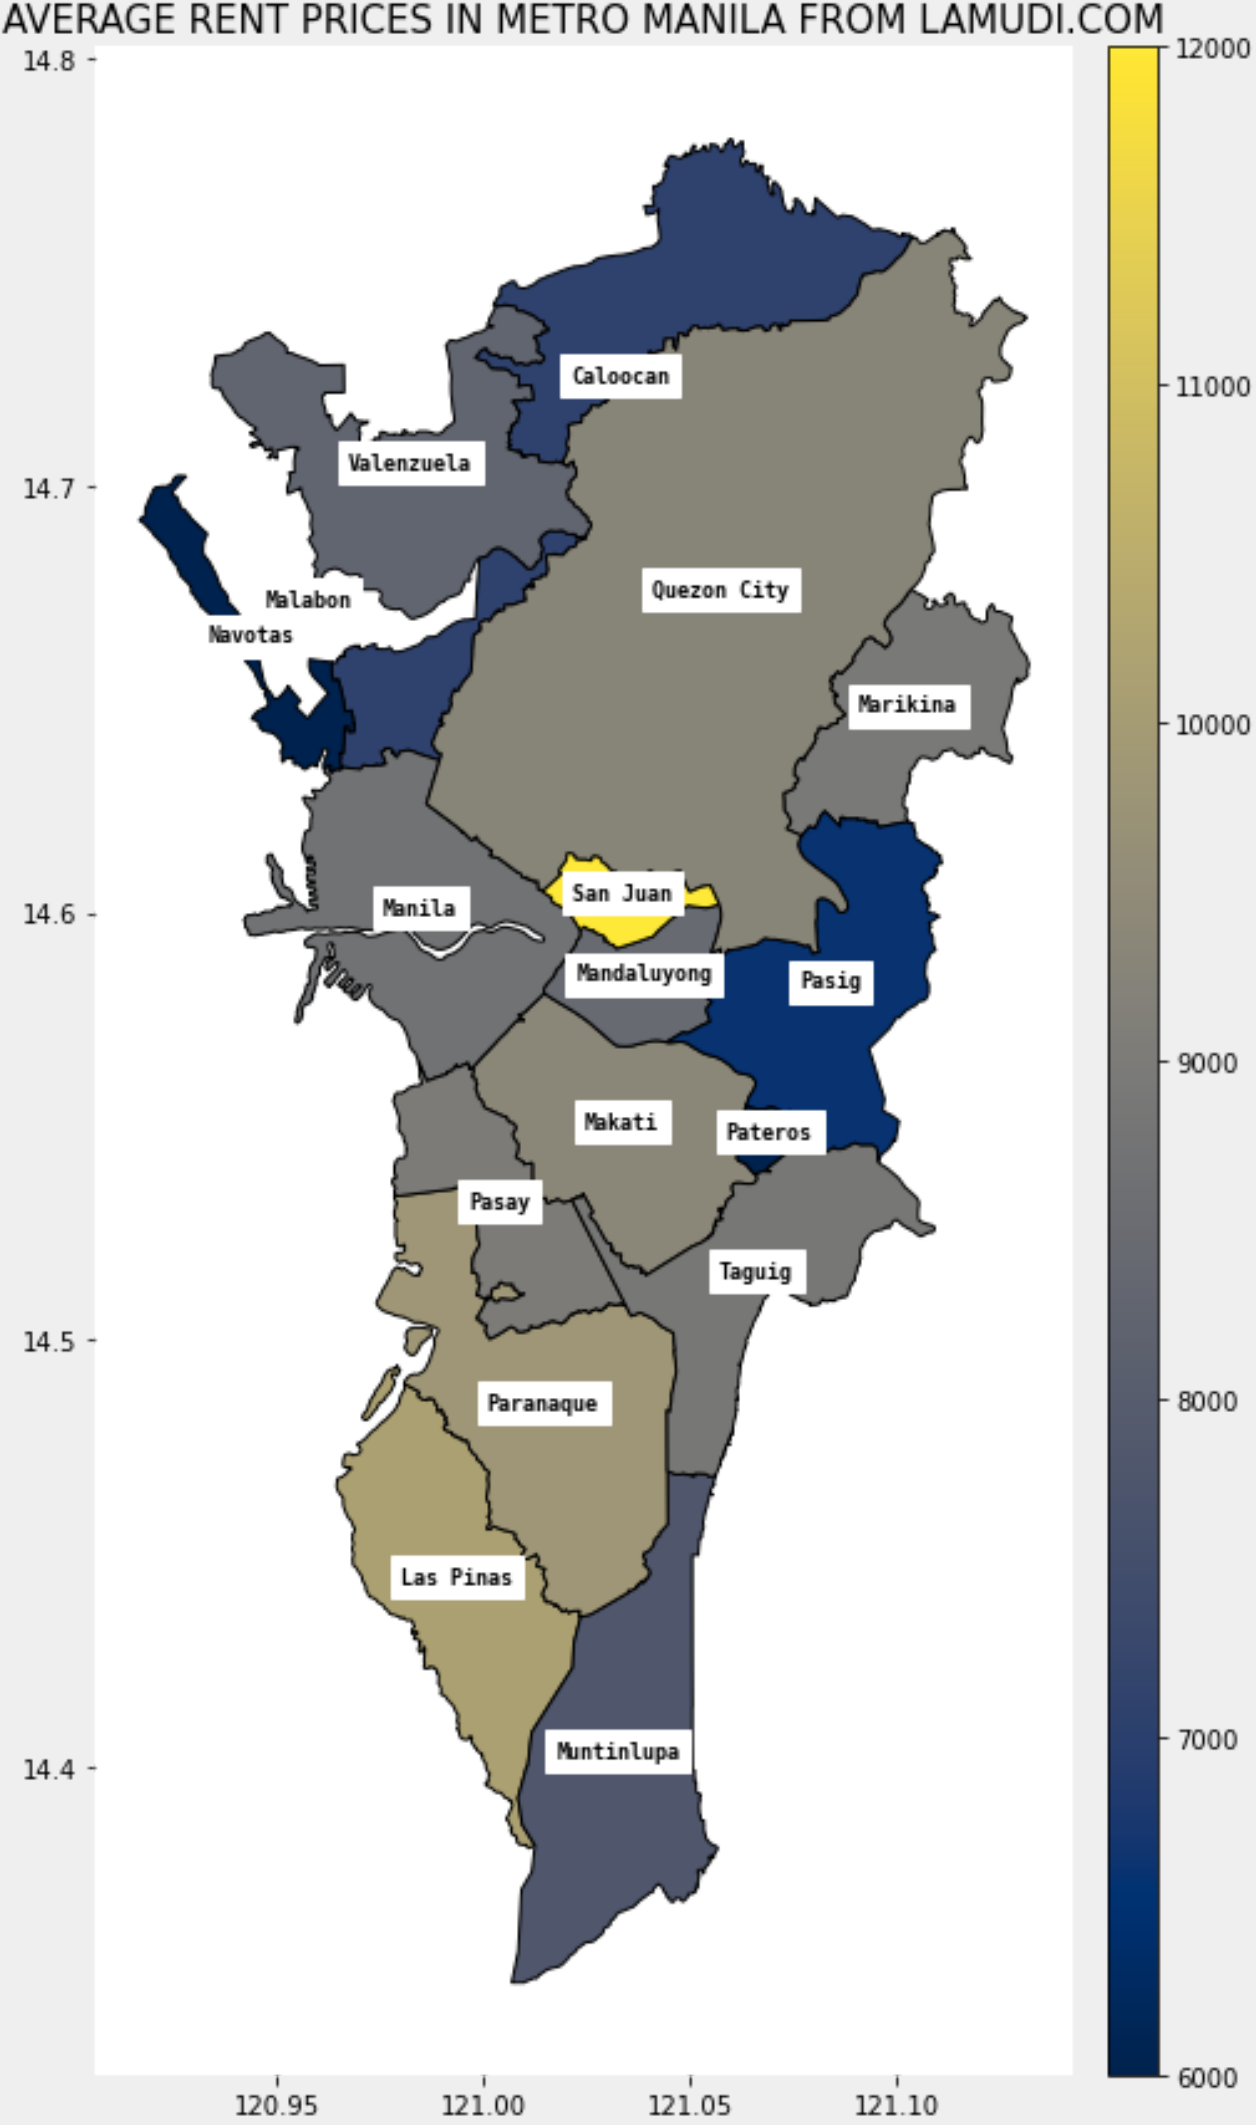 AVERAGE RENT PRICES IN METRO MANILA FROM LAMUDI.COM
14.8
14.7
14.6
14.5
14.4
120.95
121.00
121.05
121.10
Caloocan
Valenzuela
Quezon City
Malabon
Navotas
Marikina
San Juan
Manila
Mandaluyong
Pasig
Makati
Pateros
Pasay
Taguig
Paranaque
Las Pinas
Muntinlupa
12000
11000
10000
9000
8000
7000
6000